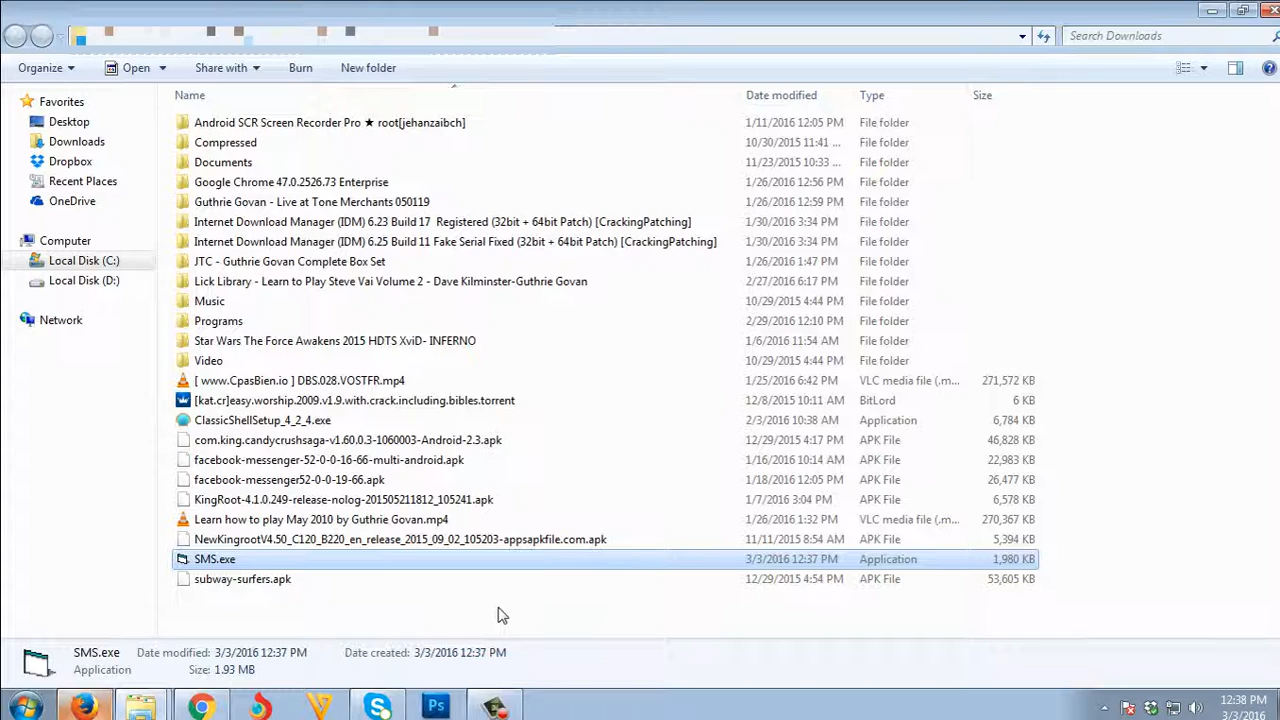 Search Downloads
Organize Open Share with Burn New folder
Name Date modified Type Size
Favorites
Desktop
Downloads
Dropbox
Recent Places
OneDrive
Computer
Local Disk (C:)
Local Disk (D:)
Network
Android SCR Screen Recorder Pro ★ root[jehanzaibch] 1/11/2016 12:05 PM File folder
Compressed 10/30/2015 11:41 ... File folder
Documents 11/23/2015 10:33 ... File folder
Google Chrome 47.0.2526.73 Enterprise 1/26/2016 12:56 PM File folder
Guthrie Govan - Live at Tone Merchants 050119 1/26/2016 12:59 PM File folder
Internet Download Manager (IDM) 6.23 Build 17 Registered (32bit + 64bit Patch) [CrackingPatching] 1/30/2016 3:34 PM File folder
Internet Download Manager (IDM) 6.25 Build 11 Fake Serial Fixed (32bit + 64bit Patch) [CrackingPatching] 1/30/2016 3:34 PM File folder
JTC - Guthrie Govan Complete Box Set 1/26/2016 1:47 PM File folder
Lick Library - Learn to Play Steve Vai Volume 2 - Dave Kilminster-Guthrie Govan 2/27/2016 6:17 PM File folder
Music 10/29/2015 4:44 PM File folder
Programs 2/29/2016 12:10 PM File folder
Star Wars The Force Awakens 2015 HDTS XviD- INFERNO 1/6/2016 11:54 AM File folder
Video 10/29/2015 4:44 PM File folder
[ www.CpasBien.io ] DBS.028.VOSTFR.mp4 1/25/2016 6:42 PM VLC media file (.m... 271,572 KB
[kat.cr]easy.worship.2009.v1.9.with.crack.including.bibles.torrent 12/8/2015 10:11 AM BitLord 6 KB
ClassicShellSetup_4_2_4.exe 2/3/2016 10:38 AM Application 6,784 KB
com.king.candycrushsaga-v1.60.0.3-1060003-Android-2.3.apk 12/29/2015 4:17 PM APK File 46,828 KB
facebook-messenger-52-0-0-16-66-multi-android.apk 1/16/2016 10:14 AM APK File 22,983 KB
facebook-messenger52-0-0-19-66.apk 1/18/2016 12:05 PM APK File 26,477 KB
KingRoot-4.1.0.249-release-nolog-201505211812_105241.apk 1/7/2016 3:04 PM APK File 6,578 KB
Learn how to play May 2010 by Guthrie Govan.mp4 1/26/2016 1:32 PM VLC media file (.m... 270,367 KB
NewKingrootV4.50_C120_B220_en_release_2015_09_02_105203-appsapkfile.com.apk 11/11/2015 8:54 AM APK File 5,394 KB
SMS.exe 3/3/2016 12:37 PM Application 1,980 KB
subway-surfers.apk 12/29/2015 4:54 PM APK File 53,605 KB
SMS.exe Date modified: 3/3/2016 12:37 PM Date created: 3/3/2016 12:37 PM
Application Size: 1.93 MB
Ps
12:38 PM
3/3/2016